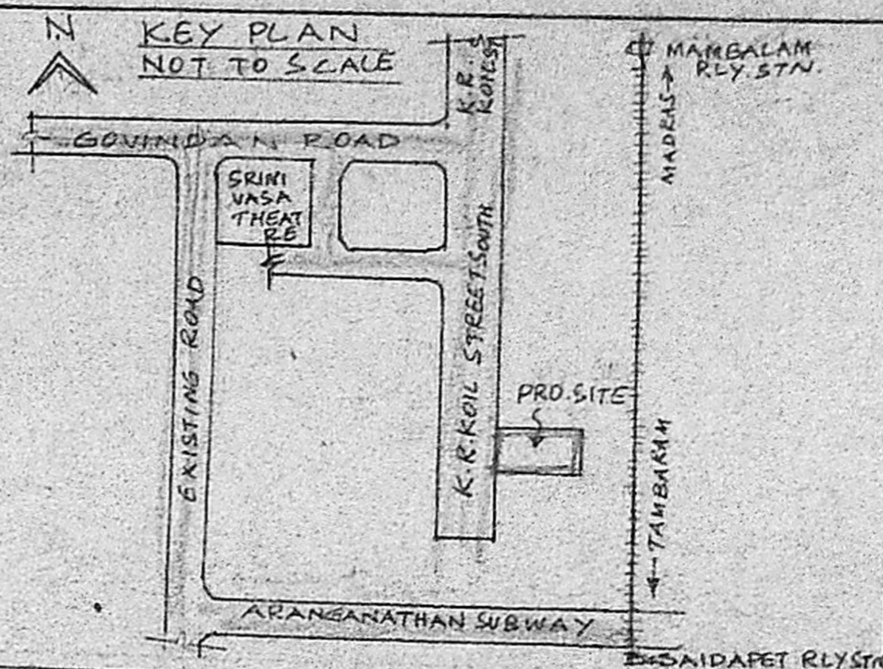 N
KEY PLAN
NOT TO SCALE
K.R.
KOIL ST
MAMBALAM
RLY. STN.
MADRAS
GOVINDAN ROAD
SRINI
VASA
THEAT
RE
K.R.KOIL STREET SOUTH
EXISTING ROAD
PRO.SITE
TAMBARAM
ARANGANATHAN SUBWAY
SAIDAPET RLY STN